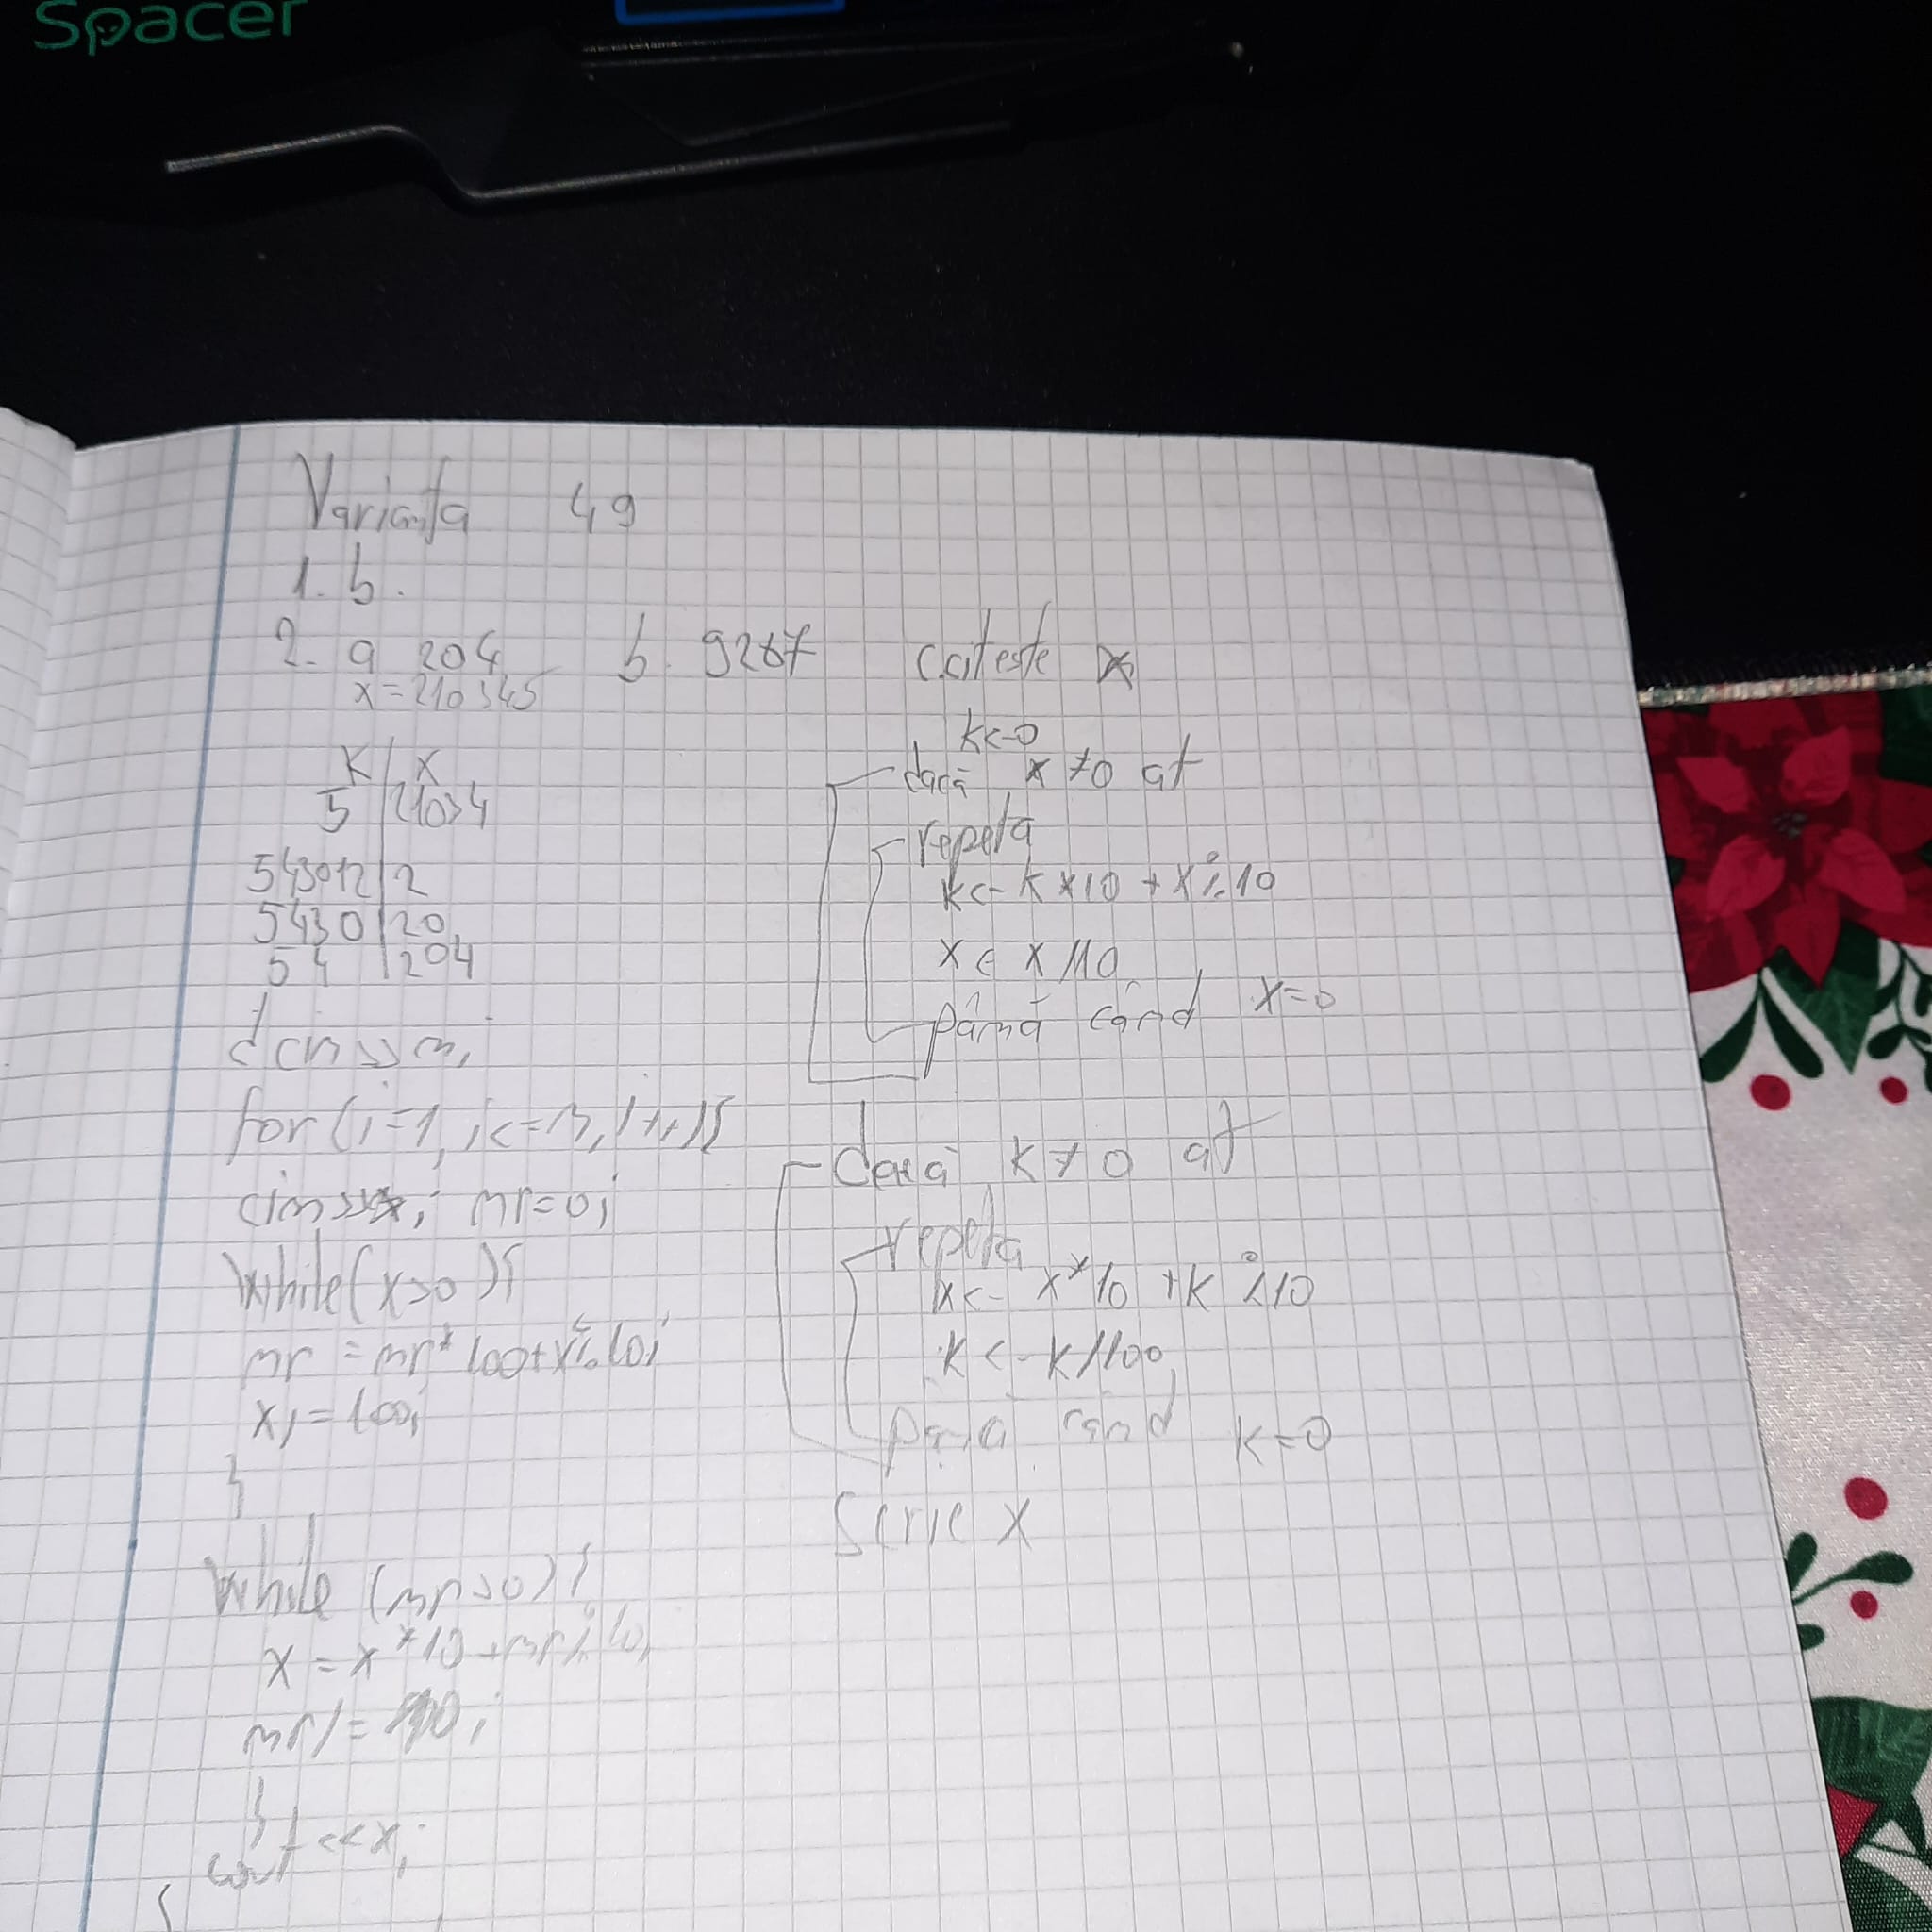 Spacer
Varianta 49
1. b.
2. a 204 b. 9267
x=210345
K | x
5 | 21034
543012 | 2
5430 | 20
54 | 204
d cin>>n;
for (i=1; i<=n; i++){
cin>>x; nr=0;
while(x>0){
nr = nr*100+x%10;
x/=100;
}
while (nr>0){
x = x*10+nr%10;
nr/=10;
}
cout<<x;
citeste x
k<-0
dacă x≠0 at
repetă
k<- k*10 + x%10
x< x/10
până când x=0
dacă k≠0 at
repetă
x<- x*10 +k%10
k<-k/100
până când k=0
Scrie x